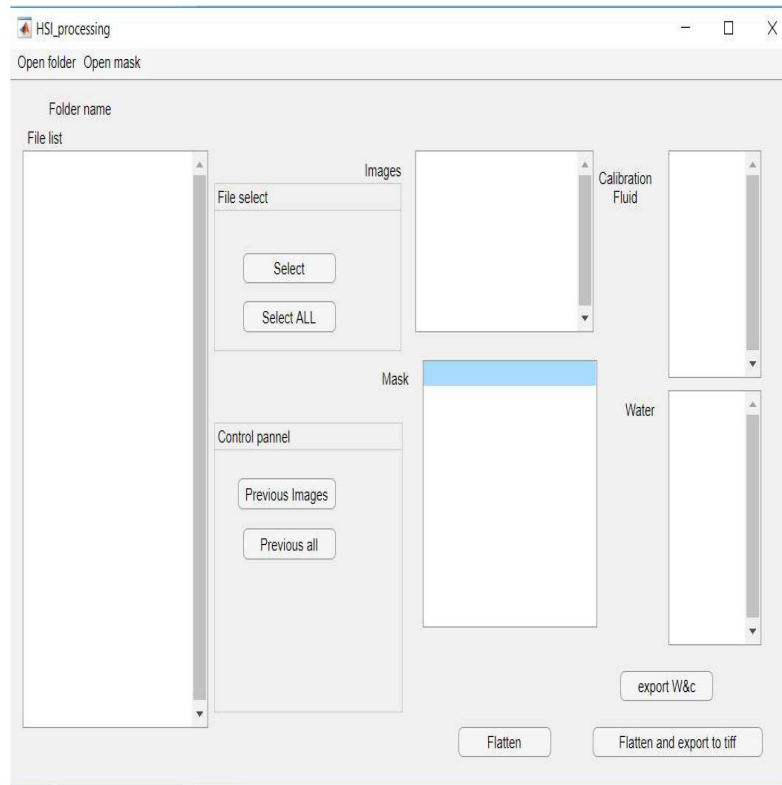 HSI_processing
Open folder Open mask
Folder name
File list
Images
File select
Select
Select ALL
Calibration
Fluid
Mask
Water
Control pannel
Previous Images
Previous all
export W&c
Flatten
Flatten and export to tiff